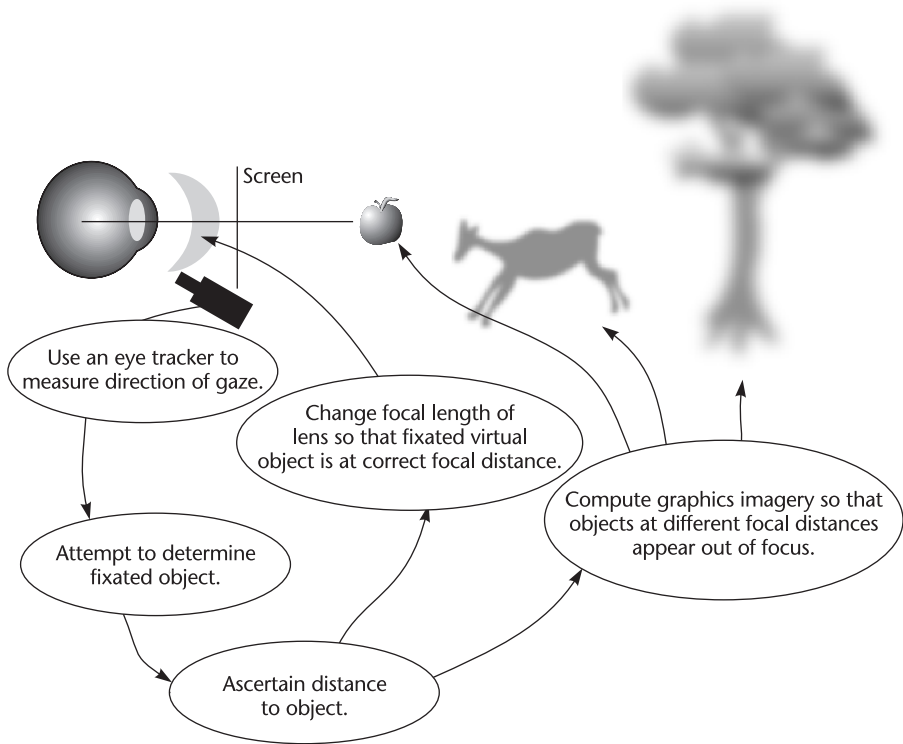 Screen
Use an eye tracker to
measure direction of gaze.
Change focal length of
lens so that fixated virtual
object is at correct focal distance.
Compute graphics imagery so that
objects at different focal distances
appear out of focus.
Attempt to determine
fixated object.
Ascertain distance
to object.